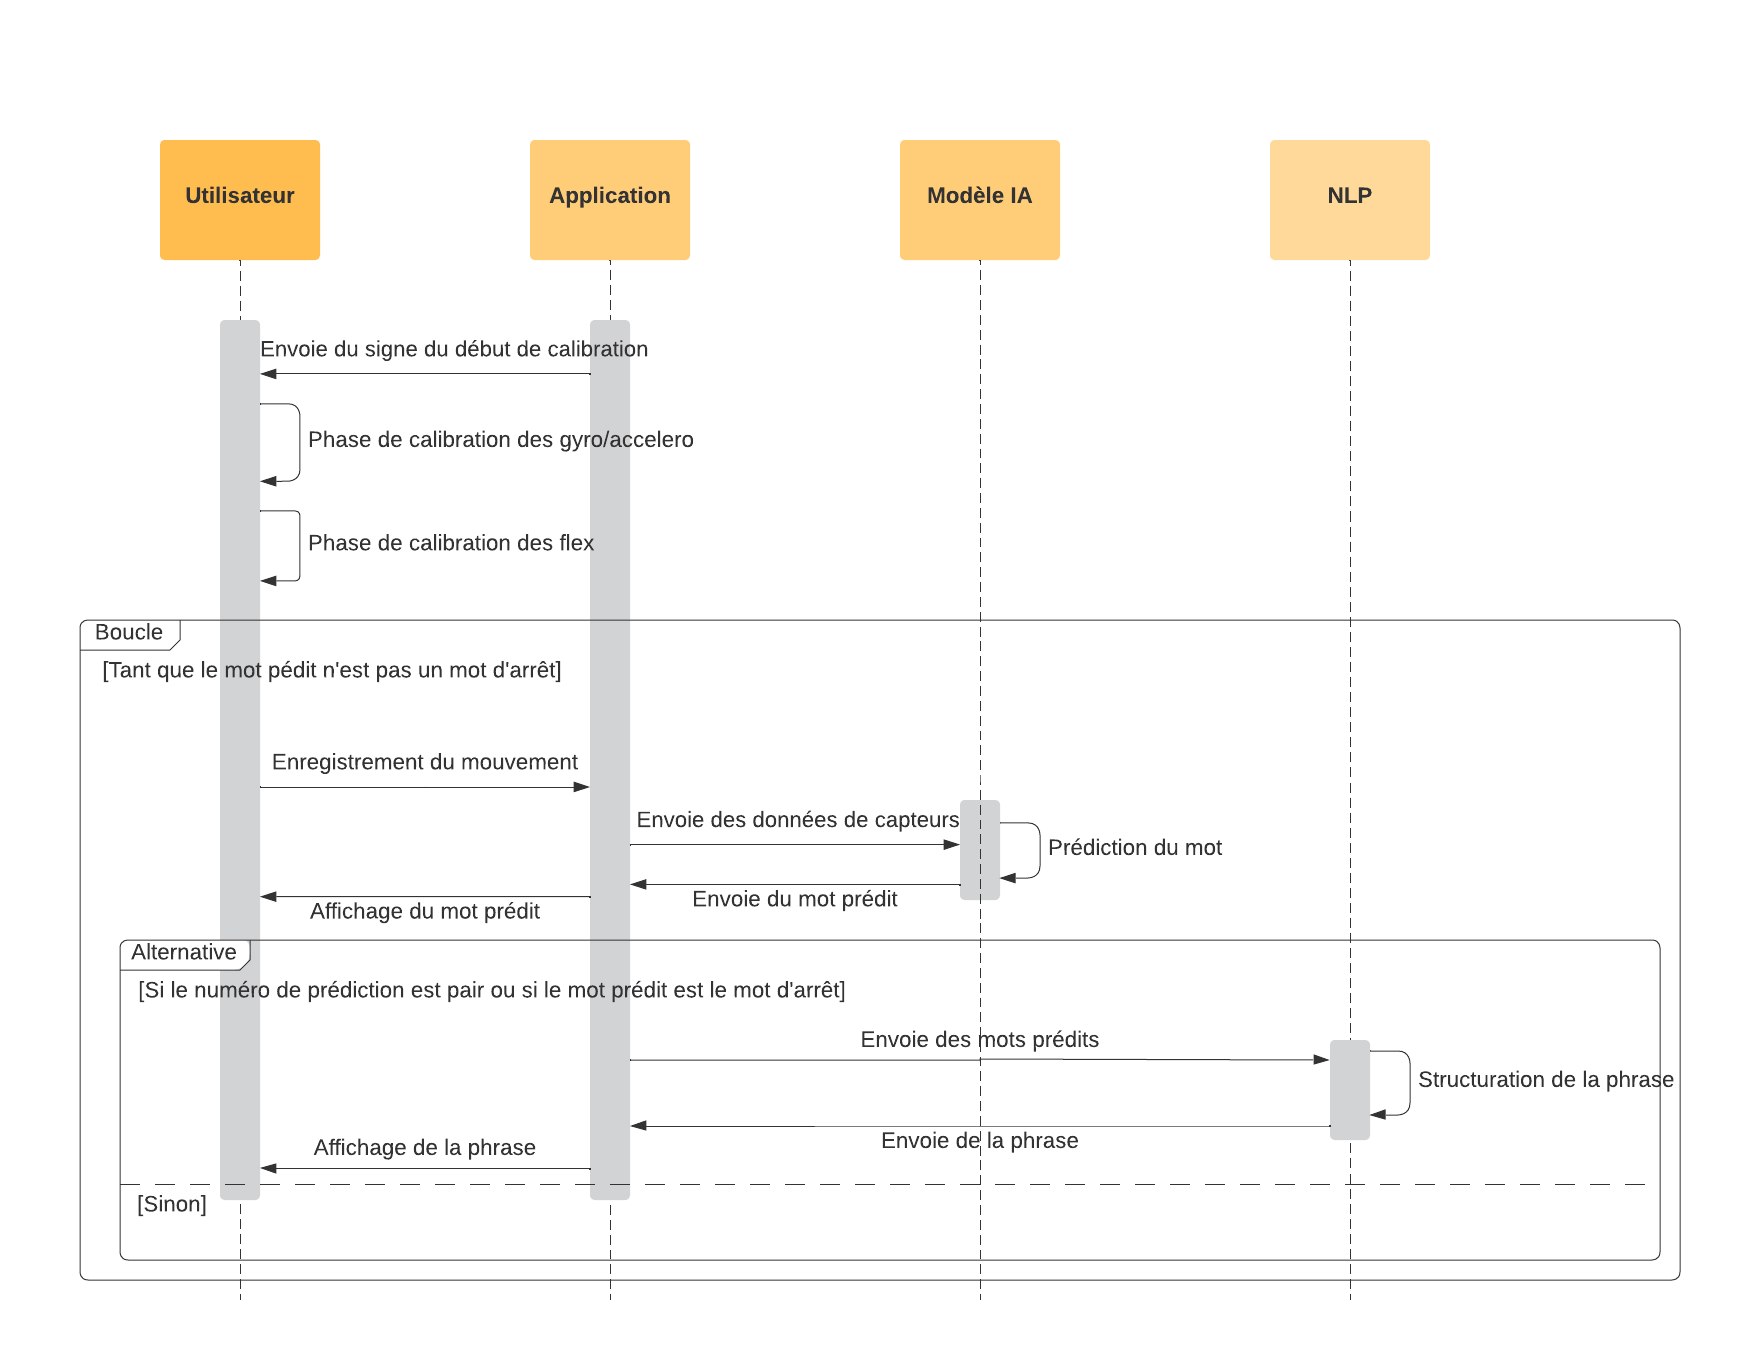 Utilisateur
Application
Modèle IA
NLP
Envoie du signe du début de calibration
Phase de calibration des gyro/accelero
Phase de calibration des flex
Boucle
[Tant que le mot pédit n'est pas un mot d'arrêt]
Enregistrement du mouvement
Envoie des données de capteurs
Prédiction du mot
Envoie du mot prédit
Affichage du mot prédit
Alternative
[Si le numéro de prédiction est pair ou si le mot prédit est le mot d'arrêt]
Envoie des mots prédits
Structuration de la phrase
Envoie de la phrase
Affichage de la phrase
[Sinon]